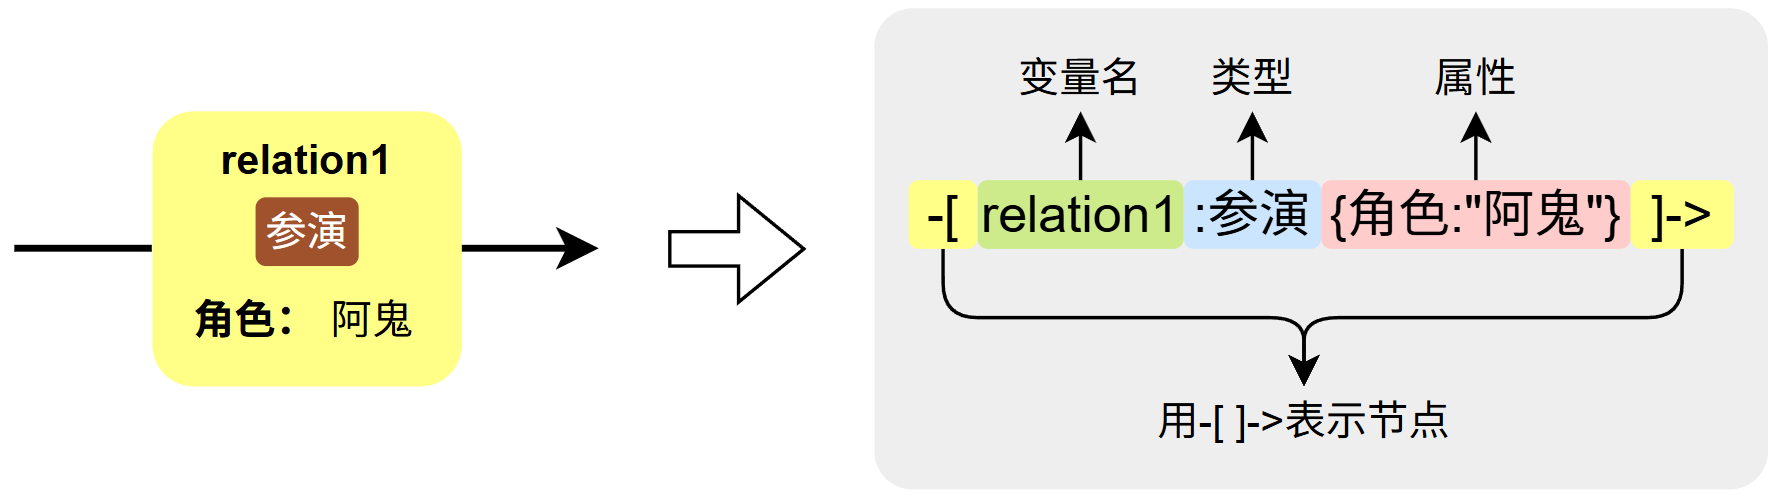 relation1
参演
角色： 阿鬼
变量名 类型 属性
-[ relation1 :参演 {角色:"阿鬼"} ]->
用-[ ]->表示节点